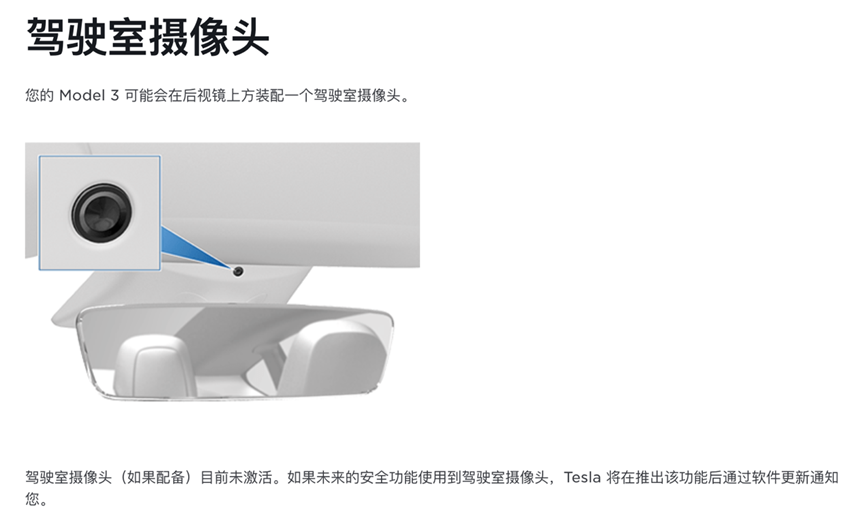 驾驶室摄像头
您的 Model 3 可能会在后视镜上方装配一个驾驶室摄像头。
驾驶室摄像头（如果配备）目前未激活。如果未来的安全功能使用到驾驶室摄像头，Tesla 将在推出该功能后通过软件更新通知
您。